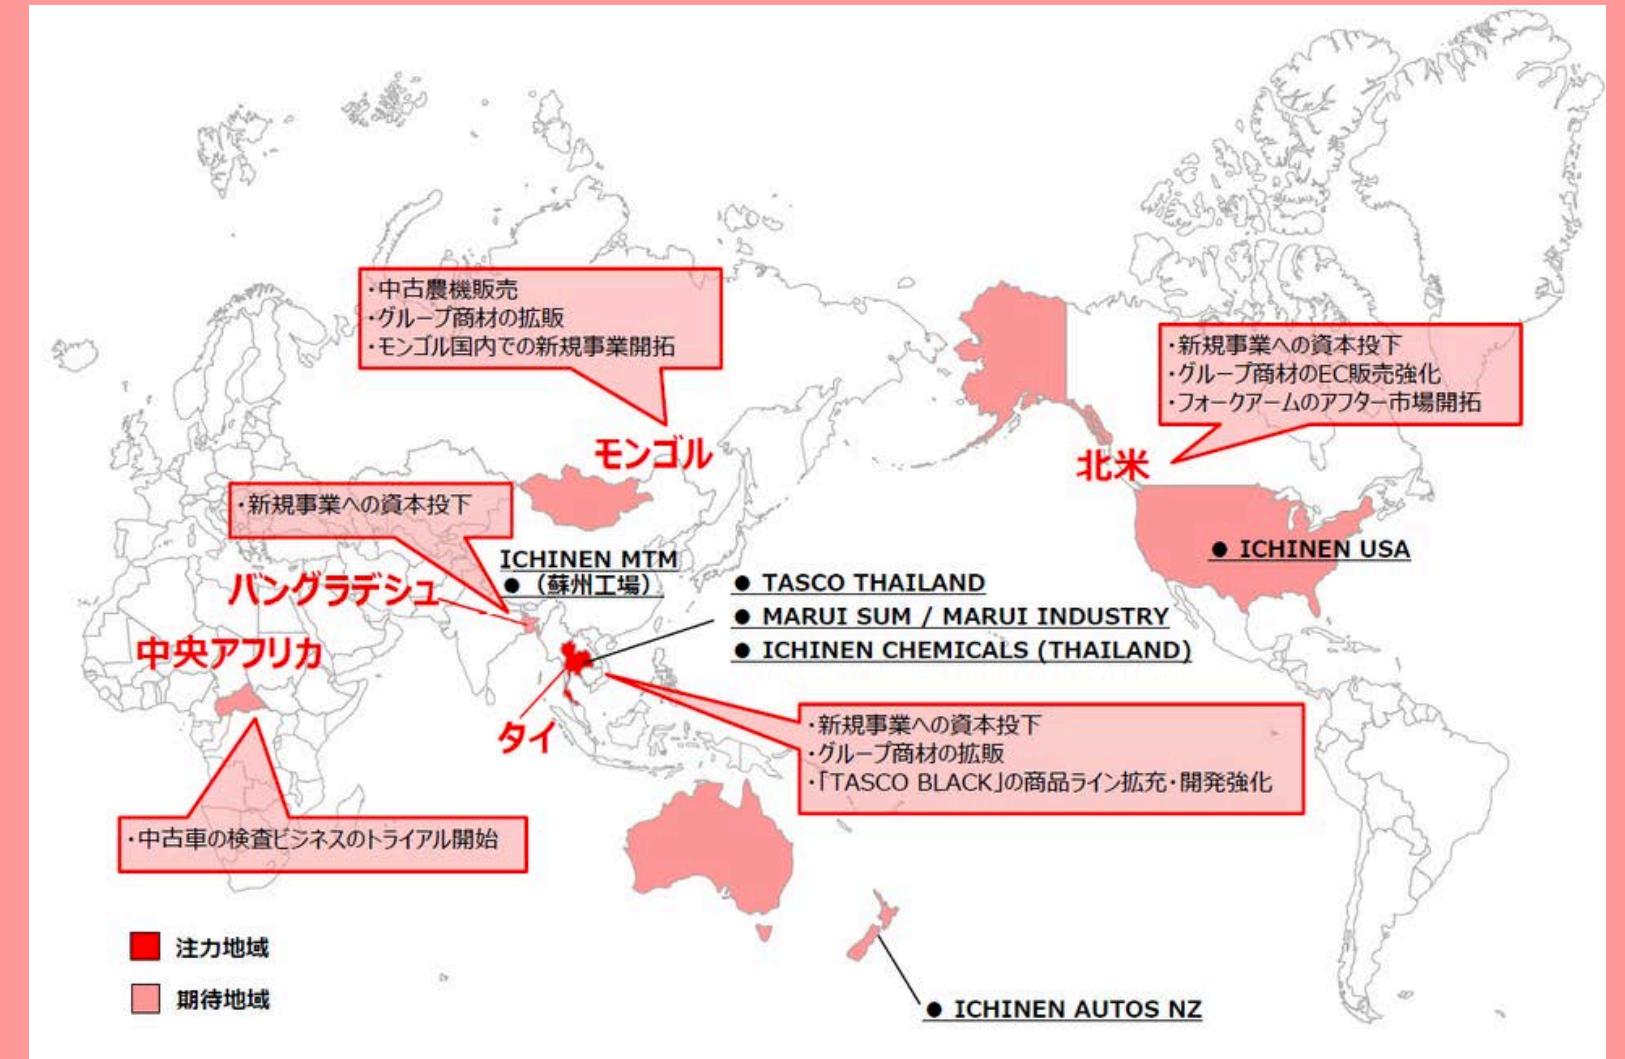 ・中古農機販売
・グループ商材の拡販
・モンゴル国内での新規事業開拓
モンゴル
・新規事業への資本投下
・グループ商材のEC販売強化
・フォークアームのアフター市場開拓
北米
● ICHINEN USA
・新規事業への資本投下
バングラデシュ
ICHINEN MTM
● （蘇州工場）
● TASCO THAILAND
● MARUI SUM / MARUI INDUSTRY
● ICHINEN CHEMICALS (THAILAND)
中央アフリカ
タイ
・新規事業への資本投下
・グループ商材の拡販
・「TASCO BLACK」の商品ライン拡充・開発強化
・中古車の検査ビジネスのトライアル開始
注力地域
期待地域
● ICHINEN AUTOS NZ